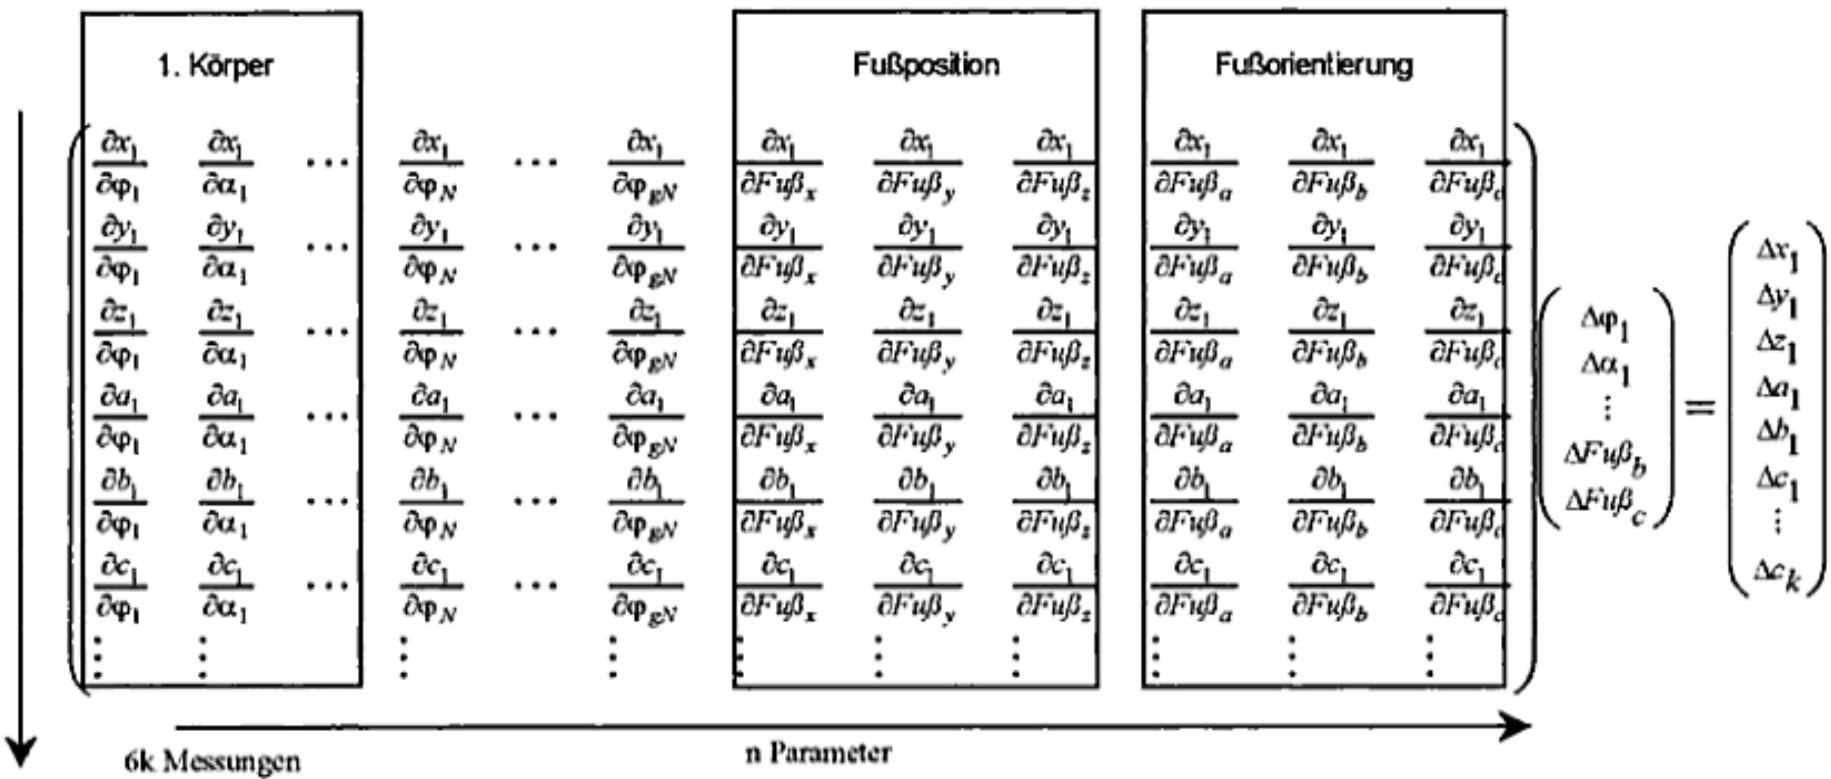 1. Körper Fußposition Fußorientierung
∂x₁/∂φ₁ ∂x₁/∂α₁ ⋯ ∂x₁/∂φ_N ⋯ ∂x₁/∂φ_gN ∂x₁/∂Fuß_x ∂x₁/∂Fuß_y ∂x₁/∂Fuß_z ∂x₁/∂Fuß_a ∂x₁/∂Fuß_b ∂x₁/∂Fuß_c
∂y₁/∂φ₁ ∂y₁/∂α₁ ⋯ ∂y₁/∂φ_N ⋯ ∂y₁/∂φ_gN ∂y₁/∂Fuß_x ∂y₁/∂Fuß_y ∂y₁/∂Fuß_z ∂y₁/∂Fuß_a ∂y₁/∂Fuß_b ∂y₁/∂Fuß_c
∂z₁/∂φ₁ ∂z₁/∂α₁ ⋯ ∂z₁/∂φ_N ⋯ ∂z₁/∂φ_gN ∂z₁/∂Fuß_x ∂z₁/∂Fuß_y ∂z₁/∂Fuß_z ∂z₁/∂Fuß_a ∂z₁/∂Fuß_b ∂z₁/∂Fuß_c
∂a₁/∂φ₁ ∂a₁/∂α₁ ⋯ ∂a₁/∂φ_N ⋯ ∂a₁/∂φ_gN ∂a₁/∂Fuß_x ∂a₁/∂Fuß_y ∂a₁/∂Fuß_z ∂a₁/∂Fuß_a ∂a₁/∂Fuß_b ∂a₁/∂Fuß_c
∂b₁/∂φ₁ ∂b₁/∂α₁ ⋯ ∂b₁/∂φ_N ⋯ ∂b₁/∂φ_gN ∂b₁/∂Fuß_x ∂b₁/∂Fuß_y ∂b₁/∂Fuß_z ∂b₁/∂Fuß_a ∂b₁/∂Fuß_b ∂b₁/∂Fuß_c
∂c₁/∂φ₁ ∂c₁/∂α₁ ⋯ ∂c₁/∂φ_N ⋯ ∂c₁/∂φ_gN ∂c₁/∂Fuß_x ∂c₁/∂Fuß_y ∂c₁/∂Fuß_z ∂c₁/∂Fuß_a ∂c₁/∂Fuß_b ∂c₁/∂Fuß_c
⋮ ⋮ ⋮ ⋮ ⋮ ⋮ ⋮ ⋮ ⋮ ⋮
Δφ₁
Δα₁
⋮
ΔFuß_b
ΔFuß_c
=
Δx₁
Δy₁
Δz₁
Δa₁
Δb₁
Δc₁
⋮
Δc_k
6k Messungen
n Parameter